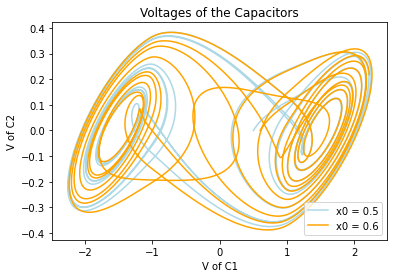 Voltages of the Capacitors
0.4
0.3
0.2
0.1
0.0
−0.1
−0.2
−0.3
−0.4
V of C2
−2
−1
0
1
2
V of C1
x0 = 0.5
x0 = 0.6